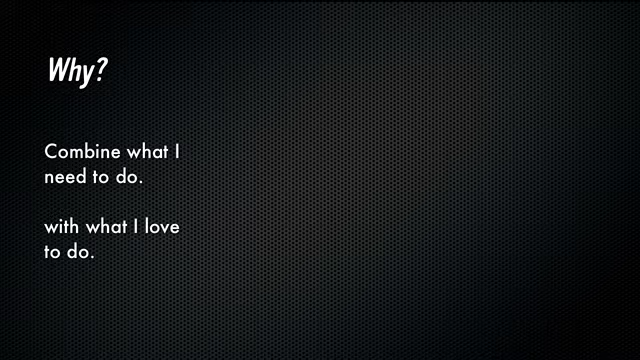 Why?
Combine what I
need to do.
with what I love
to do.